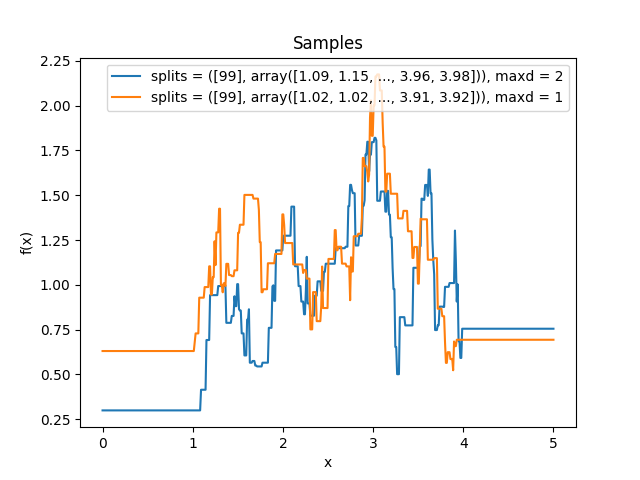 Samples
splits = ([99], array([1.09, 1.15, ..., 3.96, 3.98])), maxd = 2
splits = ([99], array([1.02, 1.02, ..., 3.91, 3.92])), maxd = 1
f(x)
2.25
2.00
1.75
1.50
1.25
1.00
0.75
0.50
0.25
0 1 2 3 4 5
x